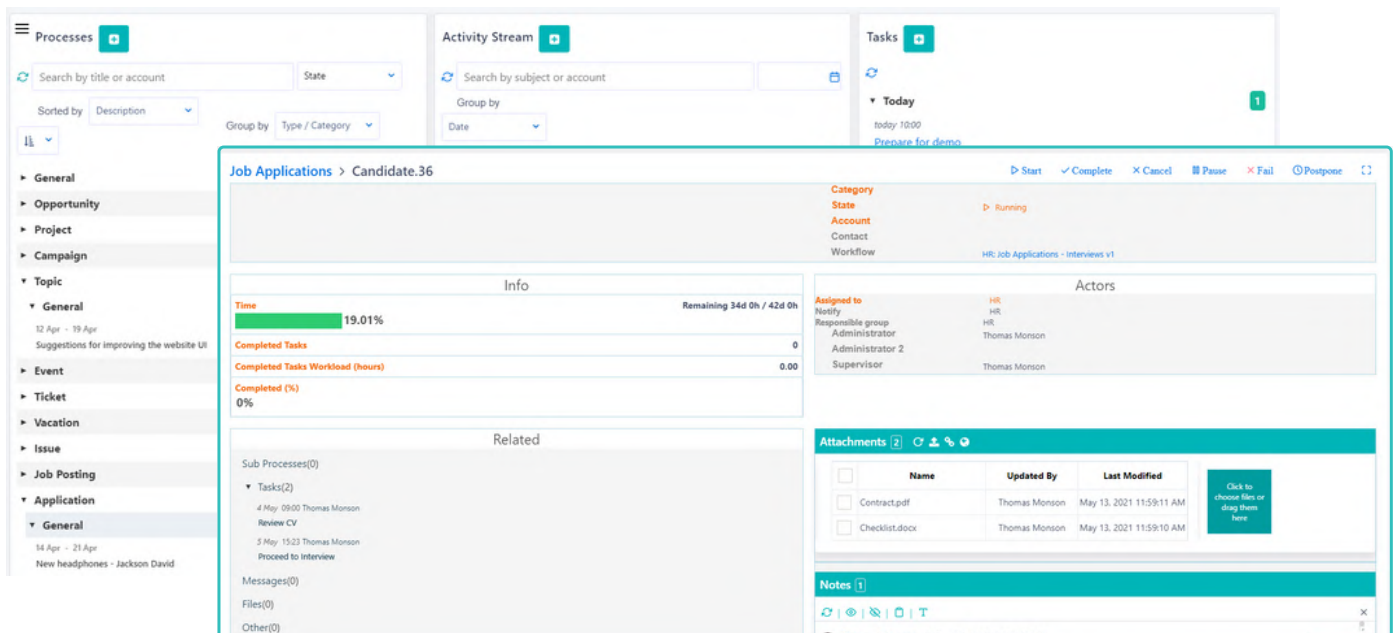 Processes
Search by title or account
State
Sorted by Description
Group by Type / Category
General
Opportunity
Project
Campaign
Topic
General
12 Apr - 19 Apr
Suggestions for improving the website UI
Event
Ticket
Vacation
Issue
Job Posting
Application
General
14 Apr - 21 Apr
New headphones - Jackson David
Activity Stream
Search by subject or account
Group by
Date
Tasks
Today 1
today 10:00
Prepare for demo
Job Applications > Candidate.36
Start Complete Cancel Pause Fail Postpone
Category
State Running
Account
Contact
Workflow HR: Job Applications - Interviews v1
Info
Time Remaining 34d 0h / 42d 0h
19.01%
Completed Tasks 0
Completed Tasks Workload (hours) 0.00
Completed (%)
0%
Actors
Assigned to HR
Notify HR
Responsible group HR
Administrator Thomas Monson
Administrator 2
Supervisor Thomas Monson
Related
Sub Processes(0)
Tasks(2)
4 May 09:00 Thomas Monson
Review CV
5 May 15:23 Thomas Monson
Proceed to Interview
Messages(0)
Files(0)
Other(0)
Attachments 2
Name Updated By Last Modified
Contract.pdf Thomas Monson May 13, 2021 11:59:11 AM
Checklist.docx Thomas Monson May 13, 2021 11:59:10 AM
Click to
choose files or
drag them
here
Notes 1